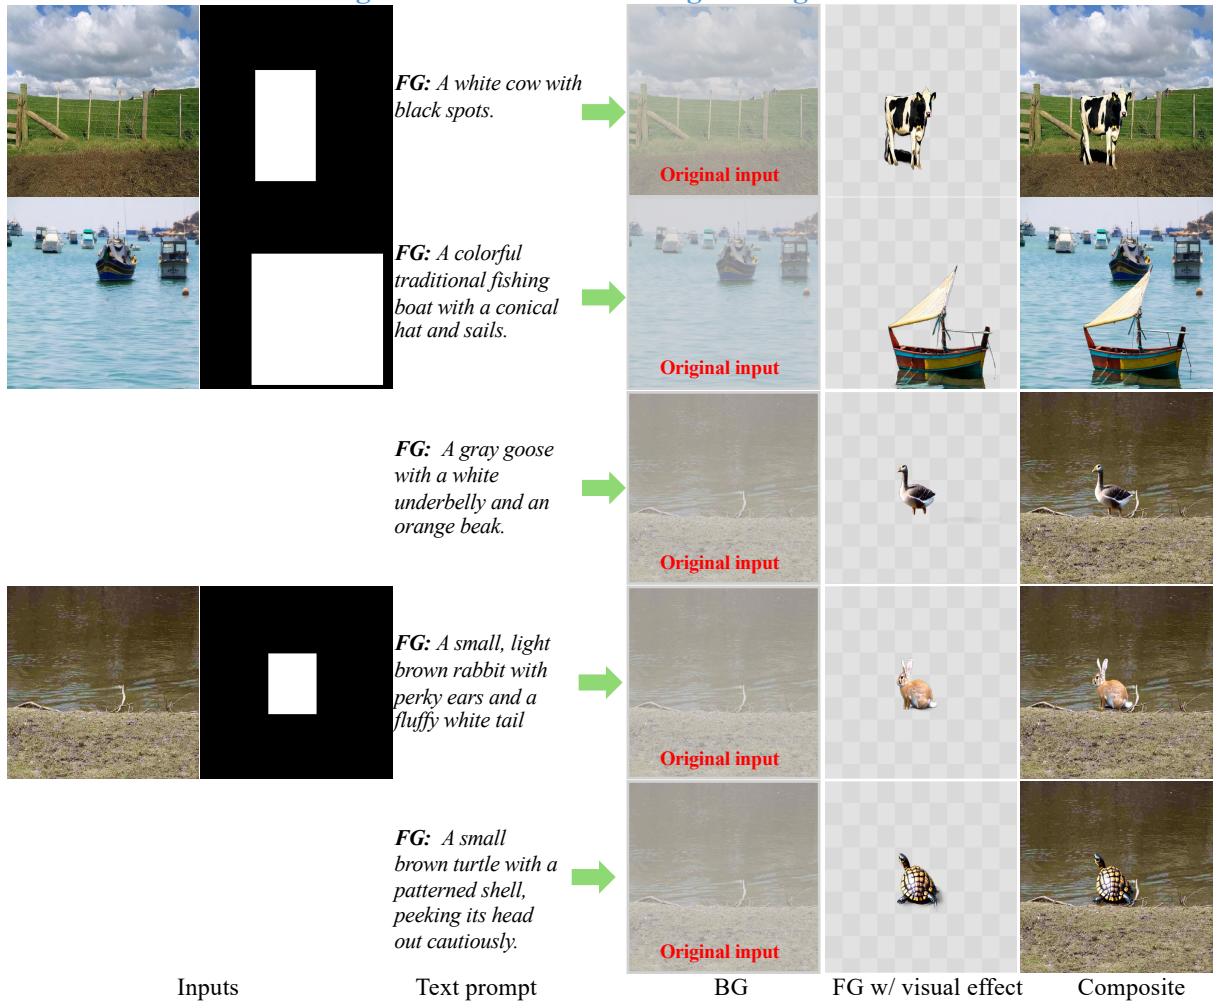 FG: A white cow with
black spots.
Original input
FG: A colorful
traditional fishing
boat with a conical
hat and sails.
Original input
FG: A gray goose
with a white
underbelly and an
orange beak.
Original input
FG: A small, light
brown rabbit with
perky ears and a
fluffy white tail
Original input
FG: A small
brown turtle with a
patterned shell,
peeking its head
out cautiously.
Original input
Inputs
Text prompt
BG
FG w/ visual effect
Composite